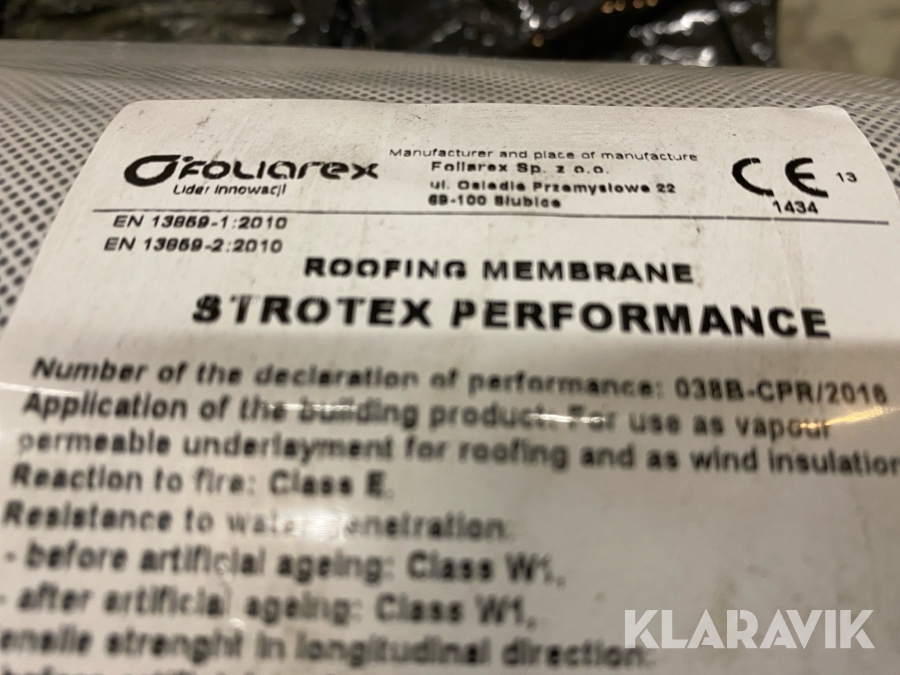 FOLIAREX
Lider Innowacji
Manufacturer and place of manufacture
Foliarex Sp. z o.o.
ul. Osiedle Przemysłowe 22
69-100 Słubice
CE 13
1434
EN 13859-1:2010
EN 13859-2:2010
ROOFING MEMBRANE
STROTEX PERFORMANCE
Number of the declaration of performance: 038B-CPR/2018
Application of the building product: For use as vapour
permeable underlayment for roofing and as wind insulation
Reaction to fire: Class E,
Resistance to water penetration:
- before artificial ageing: Class W1,
- after artificial ageing: Class W1,
tensile strenght in longitudinal direction:
KLARAVIK